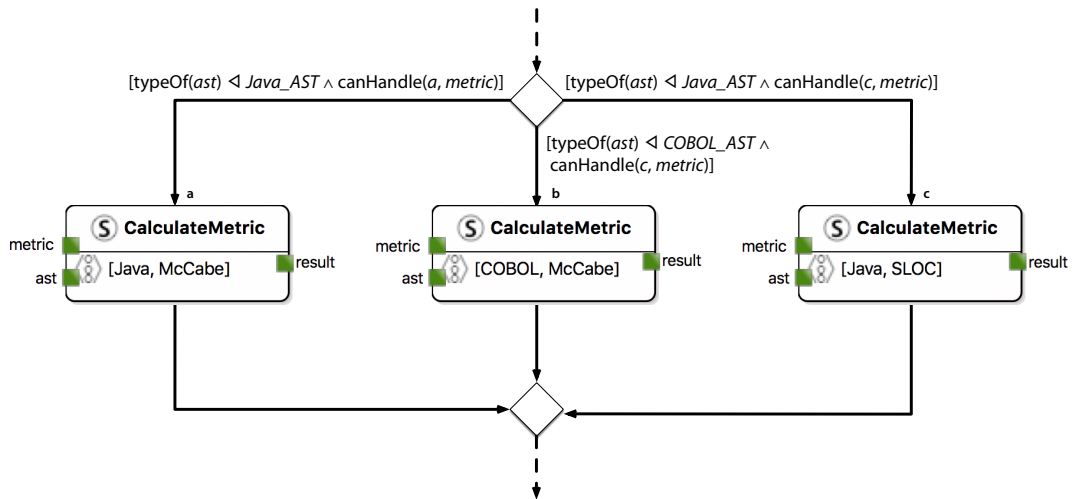 [typeOf(ast) ⊲ Java_AST ∧ canHandle(a, metric)]
[typeOf(ast) ⊲ Java_AST ∧ canHandle(c, metric)]
[typeOf(ast) ⊲ COBOL_AST ∧
canHandle(c, metric)]
a
b
c
S CalculateMetric
metric
[Java, McCabe]
ast
result
S CalculateMetric
metric
[COBOL, McCabe]
ast
result
S CalculateMetric
metric
[Java, SLOC]
ast
result